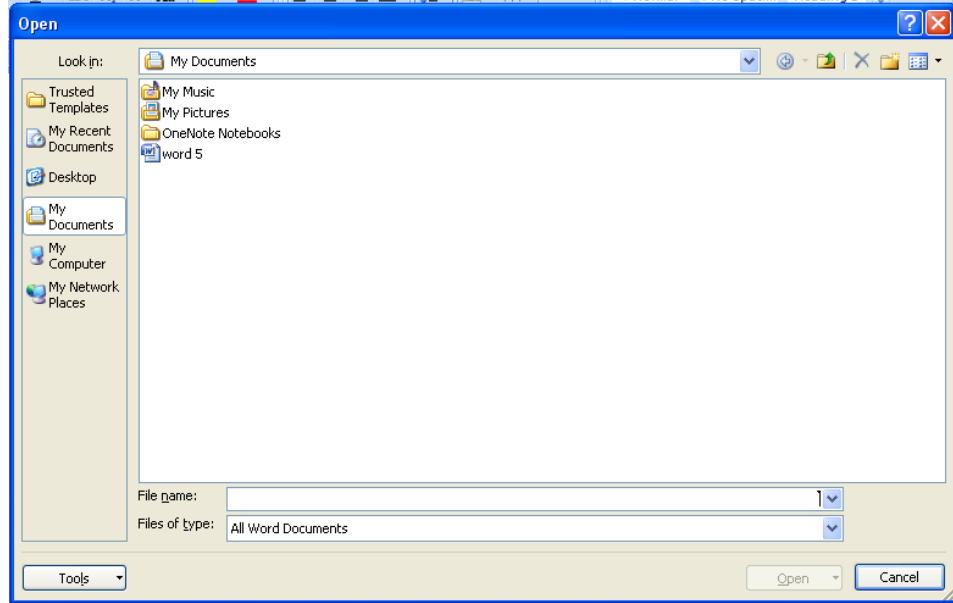 Open
Look in:
My Documents
Trusted
Templates
My Recent
Documents
Desktop
My
Documents
My
Computer
My Network
Places
My Music
My Pictures
OneNote Notebooks
word 5
File name:
Files of type:
All Word Documents
Tools
Open
Cancel